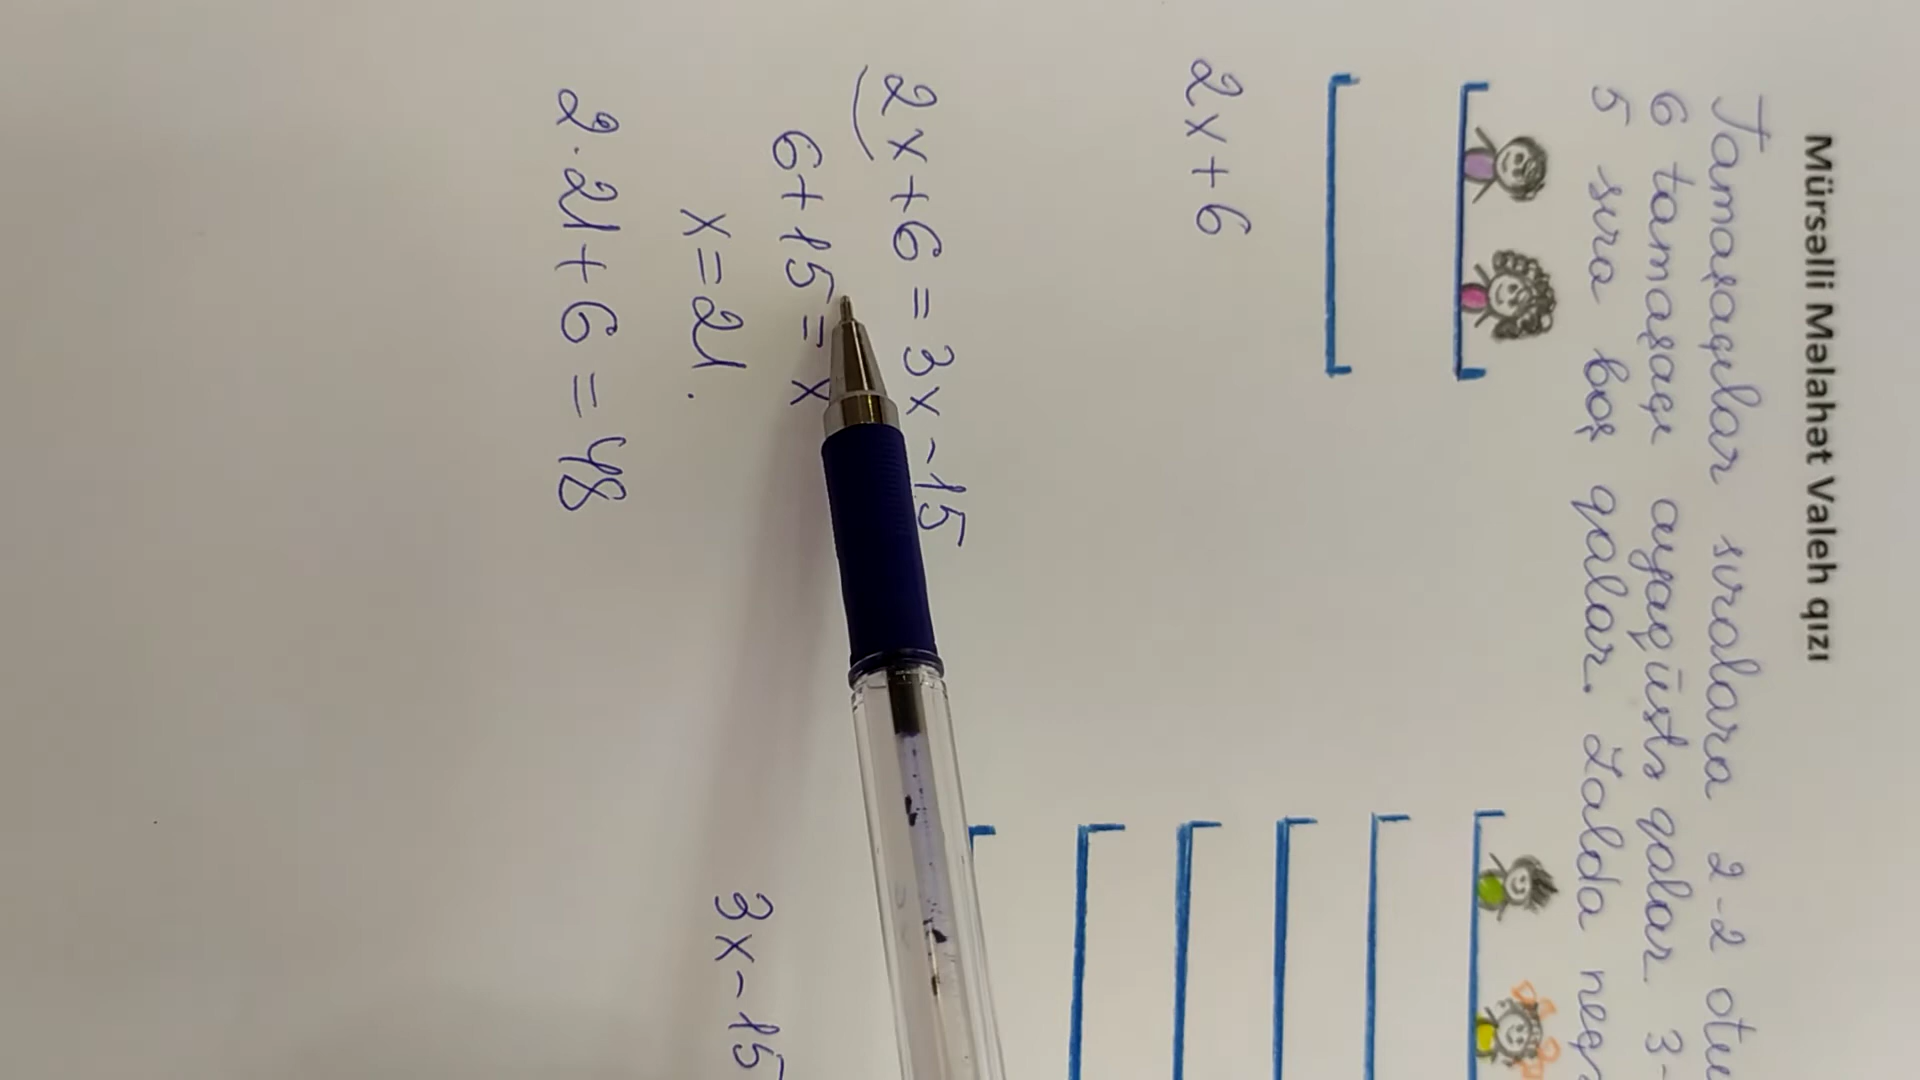 Mürsəlli Məlahət Valeh qızı
Tamaşaçılar sıralara 2-2 otu
6 tamaşaçı ayaqüstə qalar. 3-
5 sıra boş qalar. Zalda neçə
2x+6
2x+6=3x-15
6+15=x
x=21.
2·21+6=48
3x-15